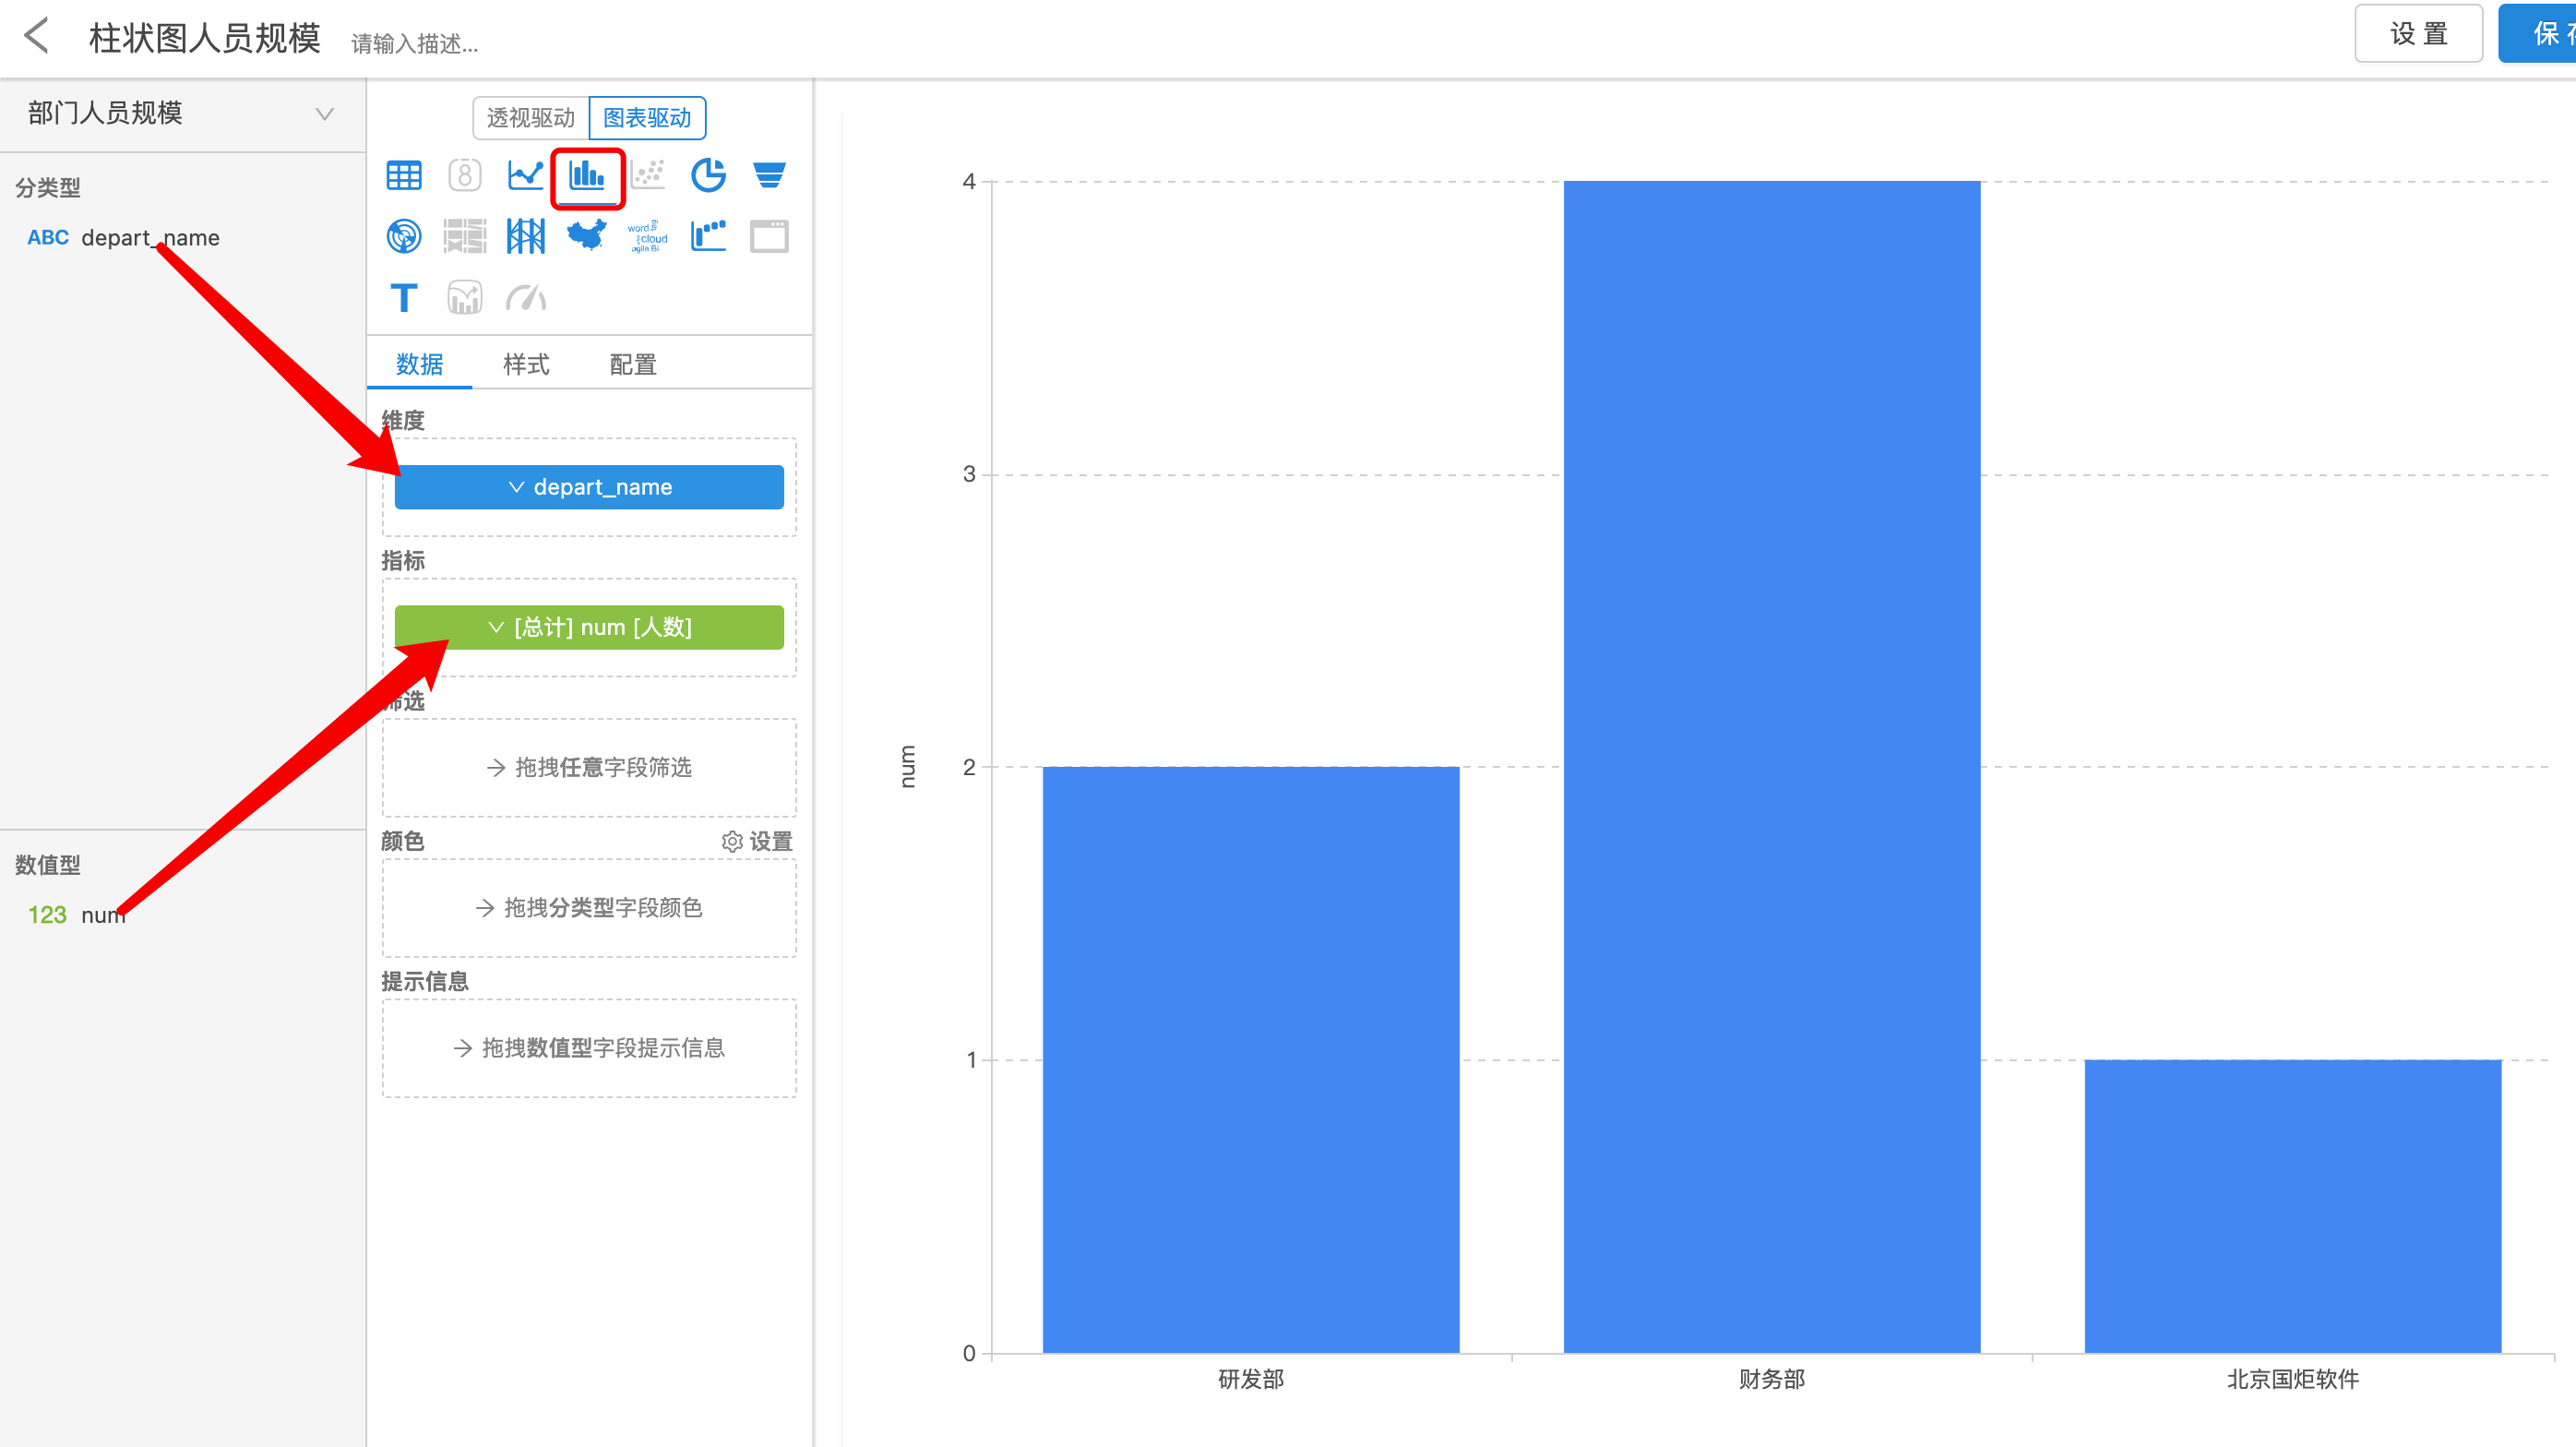 柱状图人员规模 请输入描述...
设 置
保
部门人员规模
分类型
ABC depart_name
数值型
123 num
透视驱动 图表驱动
8
word cloud agile BI
T
数据 样式 配置
维度
depart_name
指标
[总计] num [人数]
筛选
拖拽任意字段筛选
颜色 设置
拖拽分类型字段颜色
提示信息
拖拽数值型字段提示信息
num
4
3
2
1
0
研发部 财务部 北京国炬软件